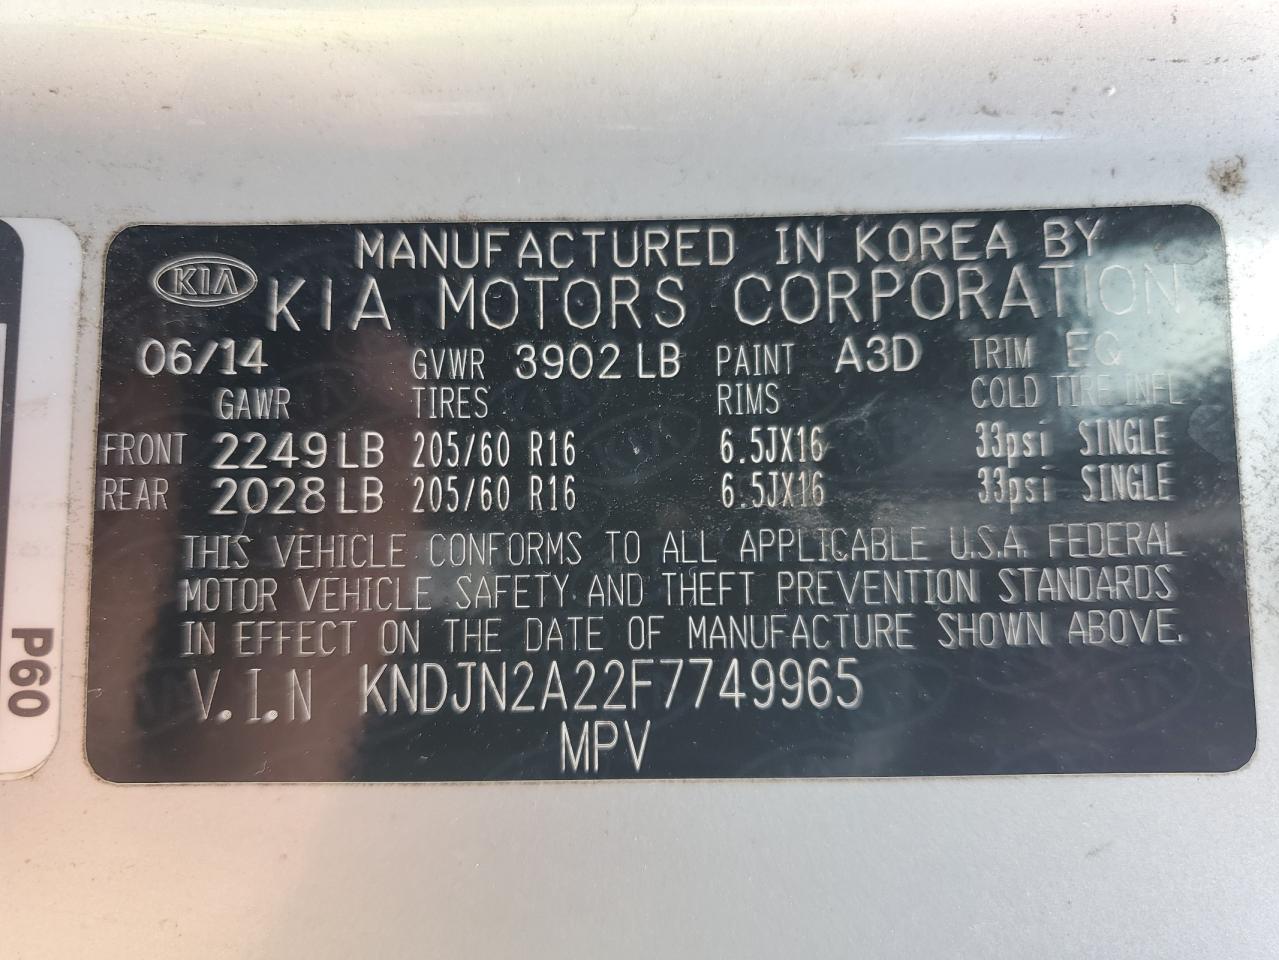 MANUFACTURED IN KOREA BY
KIA KIA MOTORS CORPORATION
06/14 GVWR 3902 LB PAINT A3D TRIM EQ
GAWR TIRES RIMS COLD TIRE INFL
FRONT 2249 LB 205/60 R16 6.5JX16 33psi SINGLE
REAR 2028 LB 205/60 R16 6.5JX16 33psi SINGLE
THIS VEHICLE CONFORMS TO ALL APPLICABLE U.S.A. FEDERAL
MOTOR VEHICLE SAFETY AND THEFT PREVENTION STANDARDS
IN EFFECT ON THE DATE OF MANUFACTURE SHOWN ABOVE.
V.I.N KNDJN2A22F7749965
MPV
P60